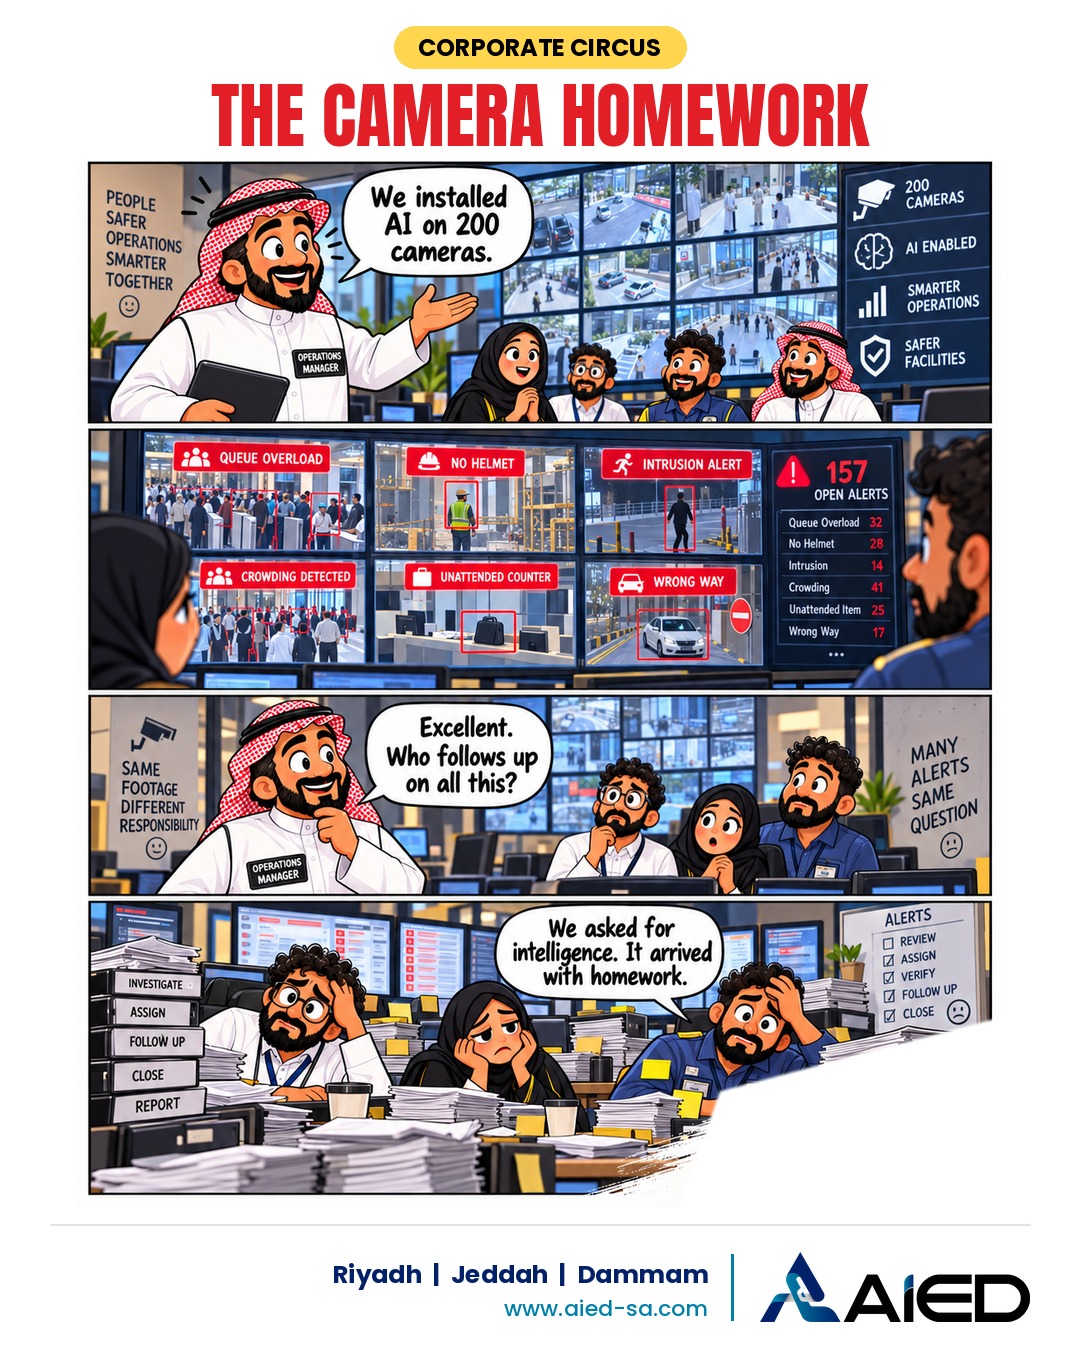 CORPORATE CIRCUS
THE CAMERA HOMEWORK
PEOPLE
SAFER
OPERATIONS
SMARTER
TOGETHER
OPERATIONS
MANAGER
We installed
AI on 200
cameras.
200
CAMERAS
AI ENABLED
SMARTER
OPERATIONS
SAFER
FACILITIES
QUEUE OVERLOAD
NO HELMET
INTRUSION ALERT
CROWDING DETECTED
UNATTENDED COUNTER
WRONG WAY
157
OPEN ALERTS
Queue Overload 32
No Helmet 28
Intrusion 14
Crowding 41
Unattended Item 25
Wrong Way 17
SAME
FOOTAGE
DIFFERENT
RESPONSIBILITY
OPERATIONS
MANAGER
Excellent.
Who follows up
on all this?
MANY
ALERTS
SAME
QUESTION
INVESTIGATE
ASSIGN
FOLLOW UP
CLOSE
REPORT
We asked for
intelligence. It arrived
with homework.
ALERTS
REVIEW
ASSIGN
VERIFY
FOLLOW UP
CLOSE
Riyadh | Jeddah | Dammam
www.aied-sa.com
AIED